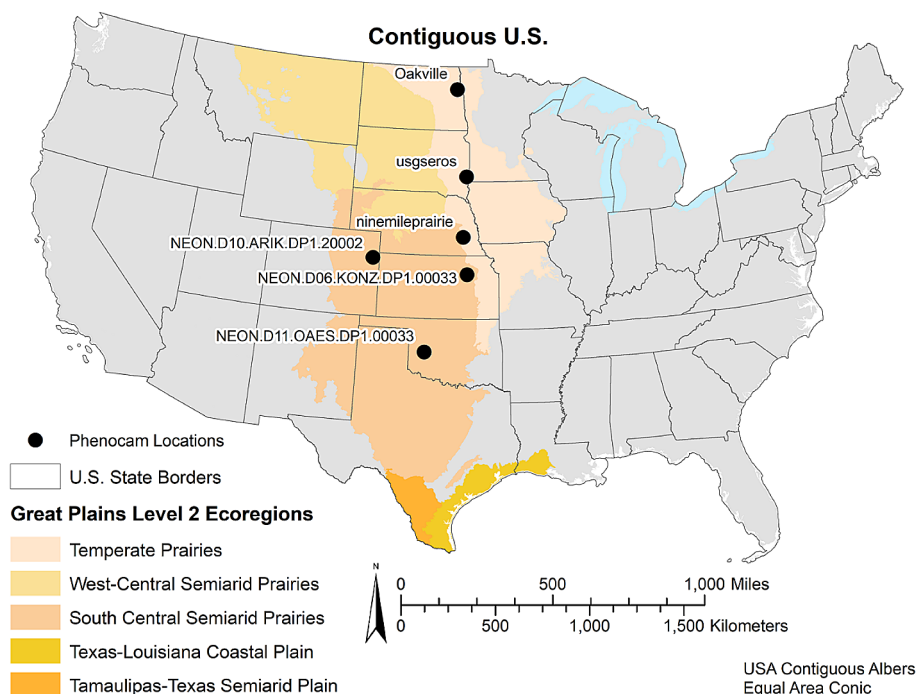 Contiguous U.S.
Oakville
usgseros
ninemileprairie
NEON.D10.ARIK.DP1.20002
NEON.D06.KONZ.DP1.00033
NEON.D11.OAES.DP1.00033
Phenocam Locations
U.S. State Borders
Great Plains Level 2 Ecoregions
Temperate Prairies
West-Central Semiarid Prairies
South Central Semiarid Prairies
Texas-Louisiana Coastal Plain
Tamaulipas-Texas Semiarid Plain
N
0 500 1,000 Miles
0 500 1,000 1,500 Kilometers
USA Contiguous Albers
Equal Area Conic